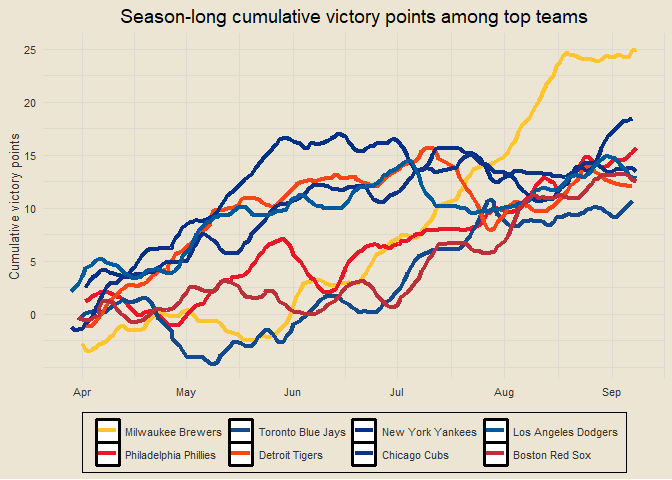 Season-long cumulative victory points among top teams
Cumulative victory points
25
20
15
10
5
0
Apr May Jun Jul Aug Sep
Milwaukee Brewers Toronto Blue Jays New York Yankees Los Angeles Dodgers
Philadelphia Phillies Detroit Tigers Chicago Cubs Boston Red Sox